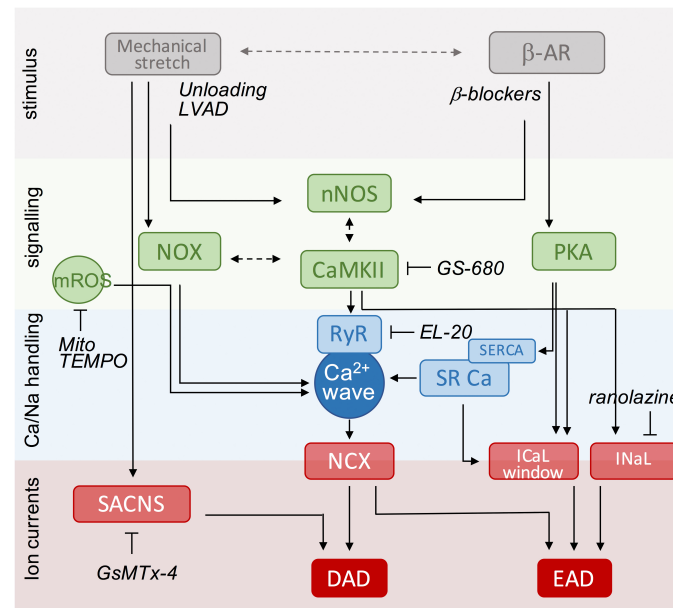 stimulus
Mechanical
stretch
β-AR
Unloading
LVAD
β-blockers
signalling
nNOS
NOX
CaMKII
GS-680
PKA
mROS
Mito
TEMPO
Ca/Na handling
RyR
EL-20
SERCA
Ca2+
wave
SR Ca
ranolazine
NCX
ICaL
window
INaL
Ion currents
SACNS
GsMTx-4
DAD
EAD